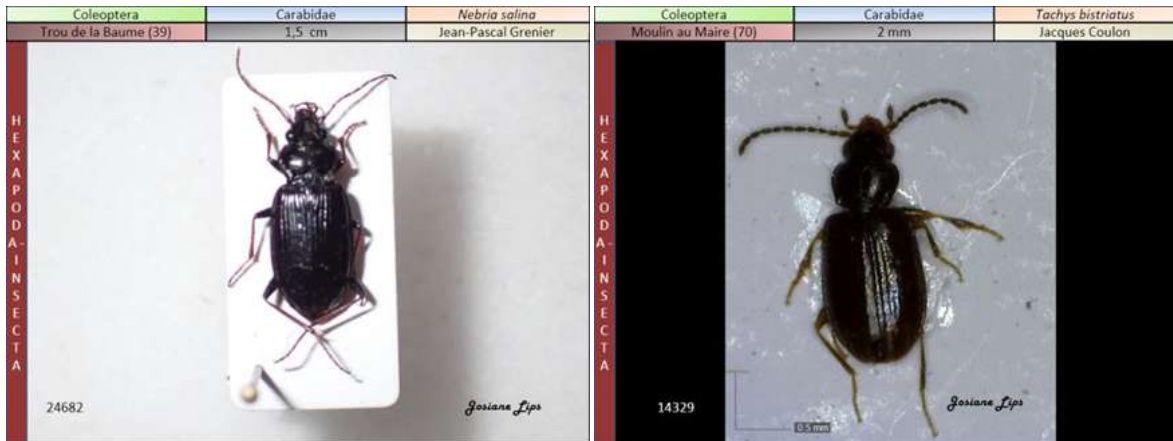 Coleoptera Carabidae Nebria salina
Trou de la Baume (39) 1,5 cm Jean-Pascal Grenier
HEXAPODA-INSECTA
24682
Josiane Lips
Coleoptera Carabidae Tachys bistriatus
Moulin au Maire (70) 2 mm Jacques Coulon
HEXAPODA-INSECTA
14329
Josiane Lips
0.5 mm